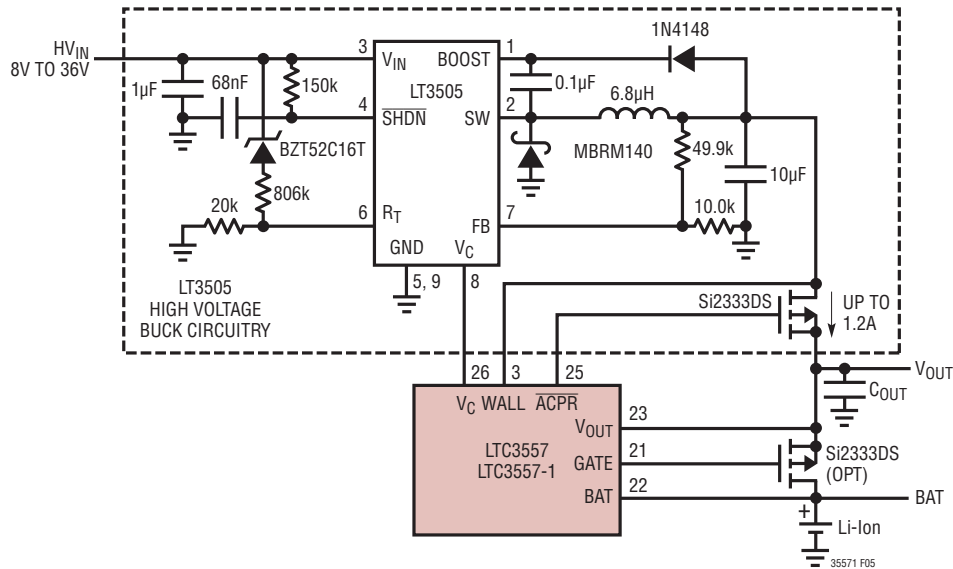 HVIN
8V TO 36V
1µF
68nF
150k
BZT52C16T
806k
20k
LT3505
HIGH VOLTAGE
BUCK CIRCUITRY
3
4
6
VIN
BOOST
LT3505
SHDN
SW
RT
FB
GND
VC
1
2
7
5, 9
8
1N4148
0.1µF
6.8µH
MBRM140
49.9k
10µF
10.0k
Si2333DS
UP TO
1.2A
26
3
25
VC WALL ACPR
VOUT
LTC3557
LTC3557-1
GATE
BAT
23
21
22
VOUT
COUT
Si2333DS
(OPT)
BAT
+
Li-Ion
35571 F05